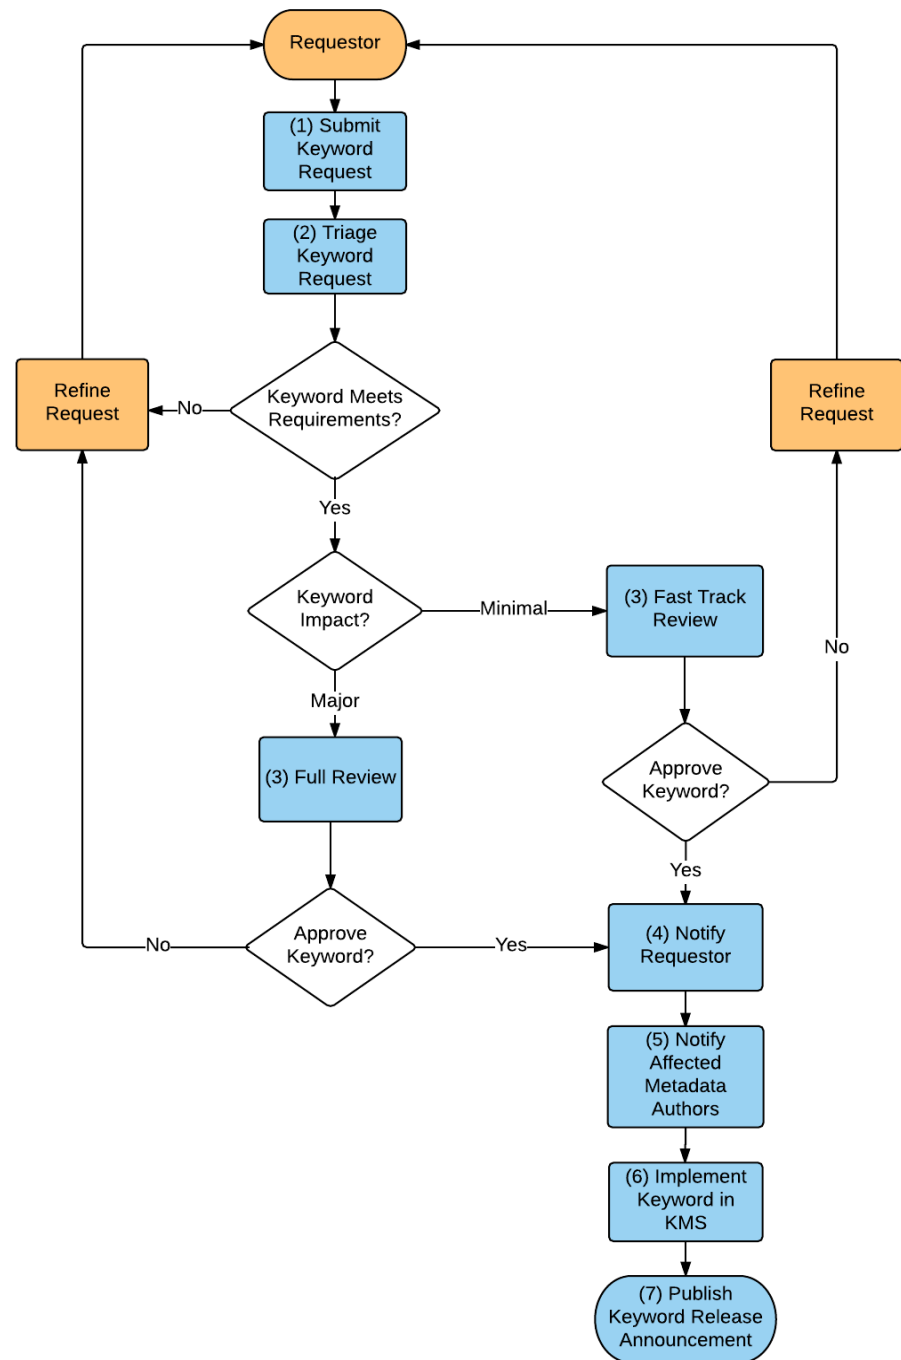 Requestor
(1) Submit
Keyword
Request
(2) Triage
Keyword
Request
Refine
Request
No
Keyword Meets
Requirements?
Refine
Request
Yes
Keyword
Impact?
Minimal
(3) Fast Track
Review
No
Major
(3) Full Review
Approve
Keyword?
Yes
No
Approve
Keyword?
Yes
(4) Notify
Requestor
(5) Notify
Affected
Metadata
Authors
(6) Implement
Keyword in
KMS
(7) Publish
Keyword Release
Announcement